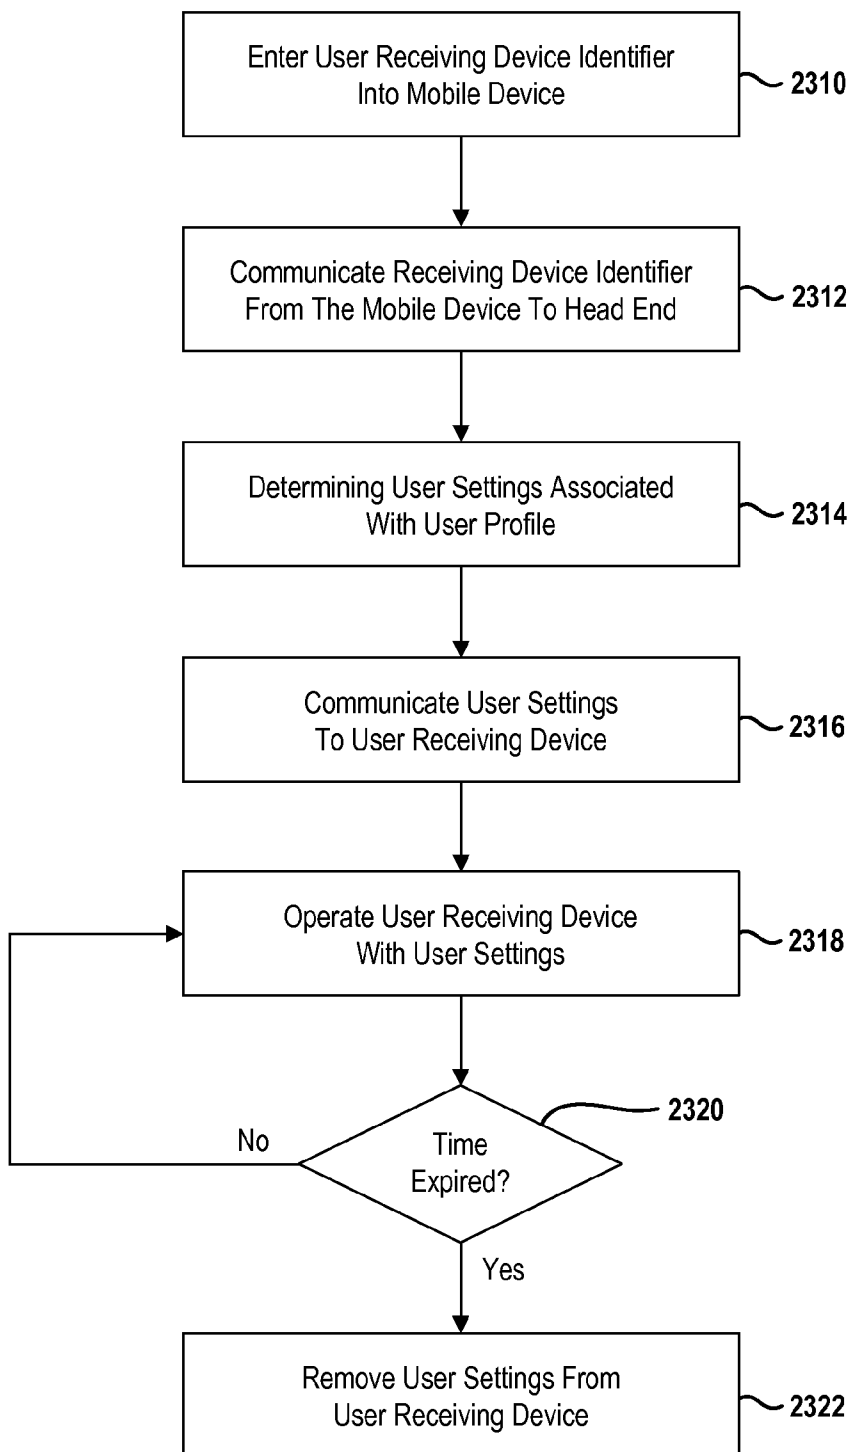 Enter User Receiving Device Identifier
Into Mobile Device
2310
Communicate Receiving Device Identifier
From The Mobile Device To Head End
2312
Determining User Settings Associated
With User Profile
2314
Communicate User Settings
To User Receiving Device
2316
Operate User Receiving Device
With User Settings
2318
2320
No
Time
Expired?
Yes
Remove User Settings From
User Receiving Device
2322